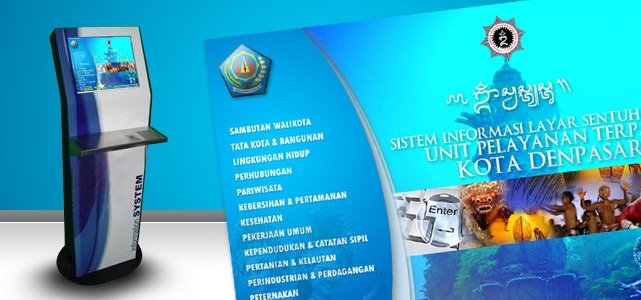 SAMBUTAN WALIKOTA
TATA KOTA & BANGUNAN
LINGKUNGAN HIDUP
PERHUBUNGAN
PARIWISATA
KEBERSIHAN & PERTAMANAN
KESEHATAN
PEKERJAAN UMUM
KEPENDUDUKAN & CATATAN SIPIL
PERTANIAN & KELAUTAN
PERINDUSTRIAN & PERDAGANGAN
PETERNAKAN
SISTEM INFORMASI LAYAR SENTUH
UNIT PELAYANAN TERP
KOTA DENPASAR
Enter
SYSTEM